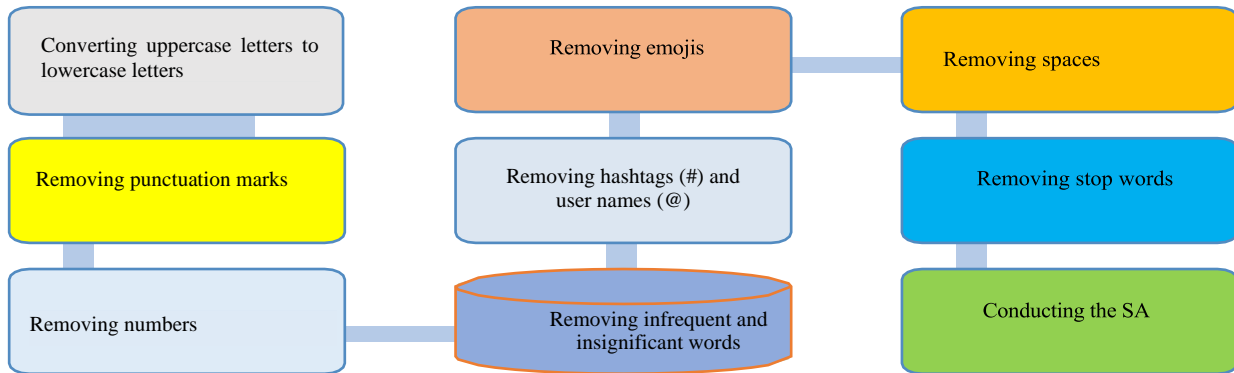 Converting uppercase letters to
lowercase letters
Removing punctuation marks
Removing numbers
Removing infrequent and
insignificant words
Removing hashtags (#) and
user names (@)
Removing emojis
Removing spaces
Removing stop words
Conducting the SA